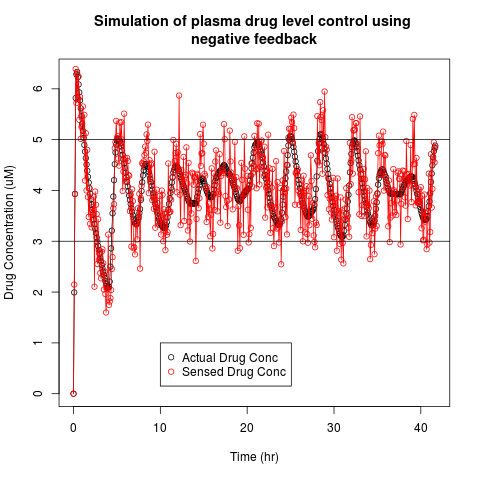 Simulation of plasma drug level control using
negative feedback
Drug Concentration (uM)
6
5
4
3
2
1
0
Actual Drug Conc
Sensed Drug Conc
0 10 20 30 40
Time (hr)